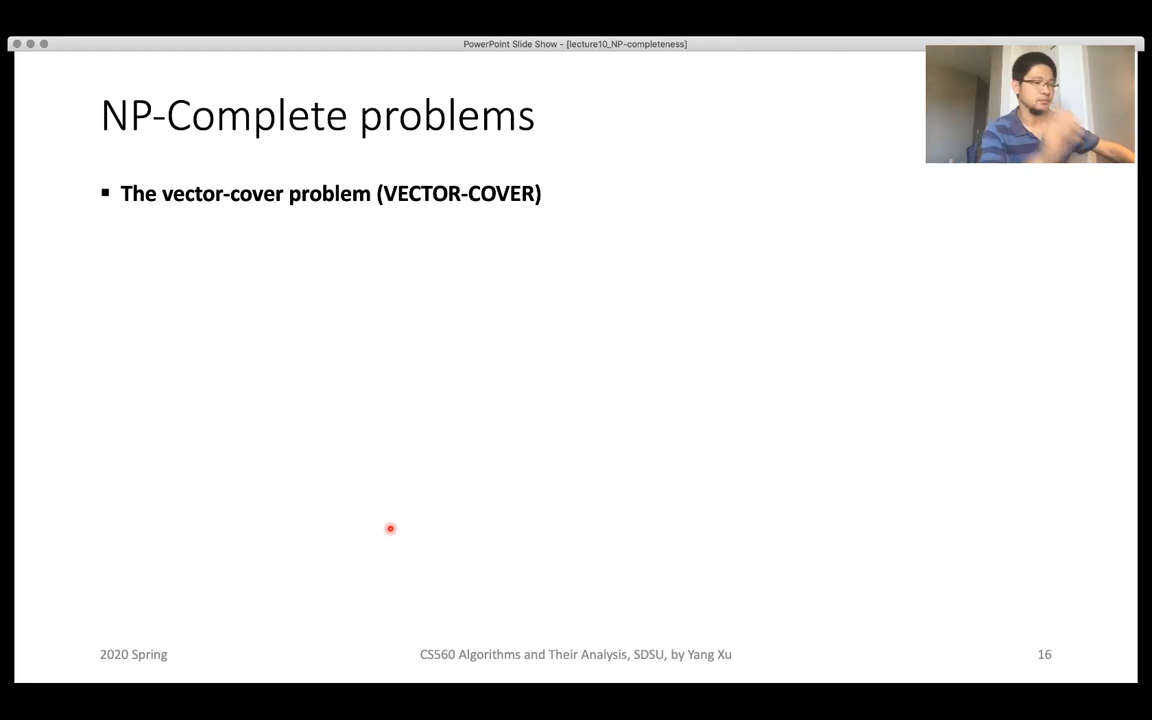 PowerPoint Slide Show - [lecture10_NP-completeness]
NP-Complete problems
▪ The vector-cover problem (VECTOR-COVER)
2020 Spring
CS560 Algorithms and Their Analysis, SDSU, by Yang Xu
16